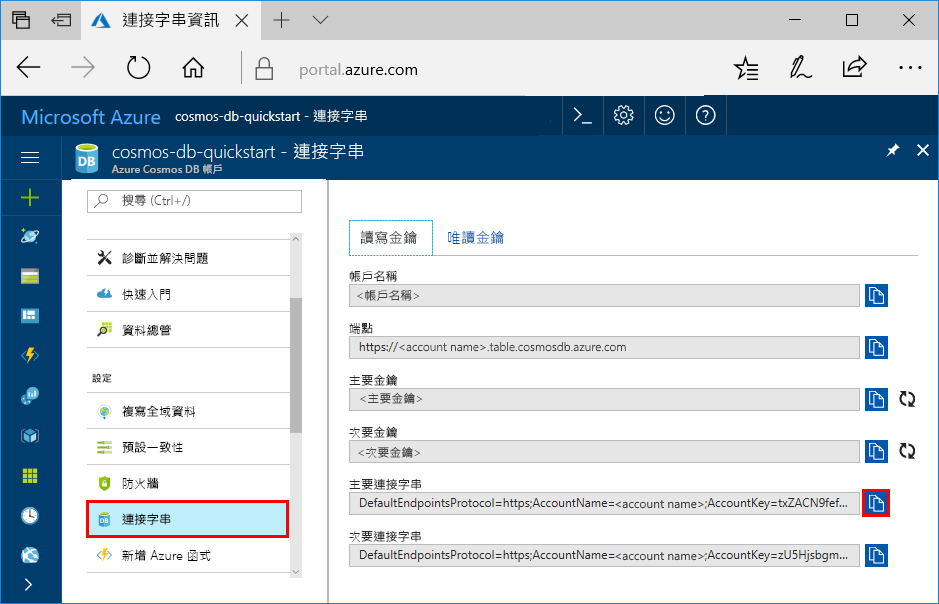 連接字串資訊
portal.azure.com
Microsoft Azure cosmos-db-quickstart - 連接字串
cosmos-db-quickstart - 連接字串
Azure Cosmos DB 帳戶
搜尋 (Ctrl+/)
診斷並解決問題
快速入門
資料總管
設定
複寫全域資料
預設一致性
防火牆
連接字串
新增 Azure 函式
讀寫金鑰 唯讀金鑰
帳戶名稱
<帳戶名稱>
端點
https://<account name>.table.cosmosdb.azure.com
主要金鑰
<主要金鑰>
次要金鑰
<次要金鑰>
主要連接字串
DefaultEndpointsProtocol=https;AccountName=<account name>;AccountKey=txZACN9fef...
次要連接字串
DefaultEndpointsProtocol=https;AccountName=<account name>;AccountKey=zU5Hjsbgm...